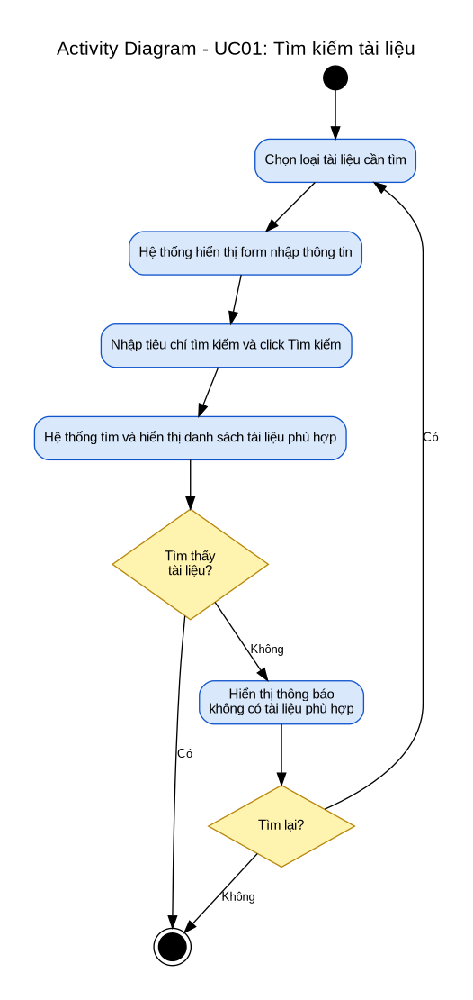 Activity Diagram - UC01: Tìm kiếm tài liệu
Chọn loại tài liệu cần tìm
Hệ thống hiển thị form nhập thông tin
Nhập tiêu chí tìm kiếm và click Tìm kiếm
Hệ thống tìm và hiển thị danh sách tài liệu phù hợp
Có
Tìm thấy
tài liệu?
Không
Hiển thị thông báo
không có tài liệu phù hợp
Có
Tìm lại?
Không